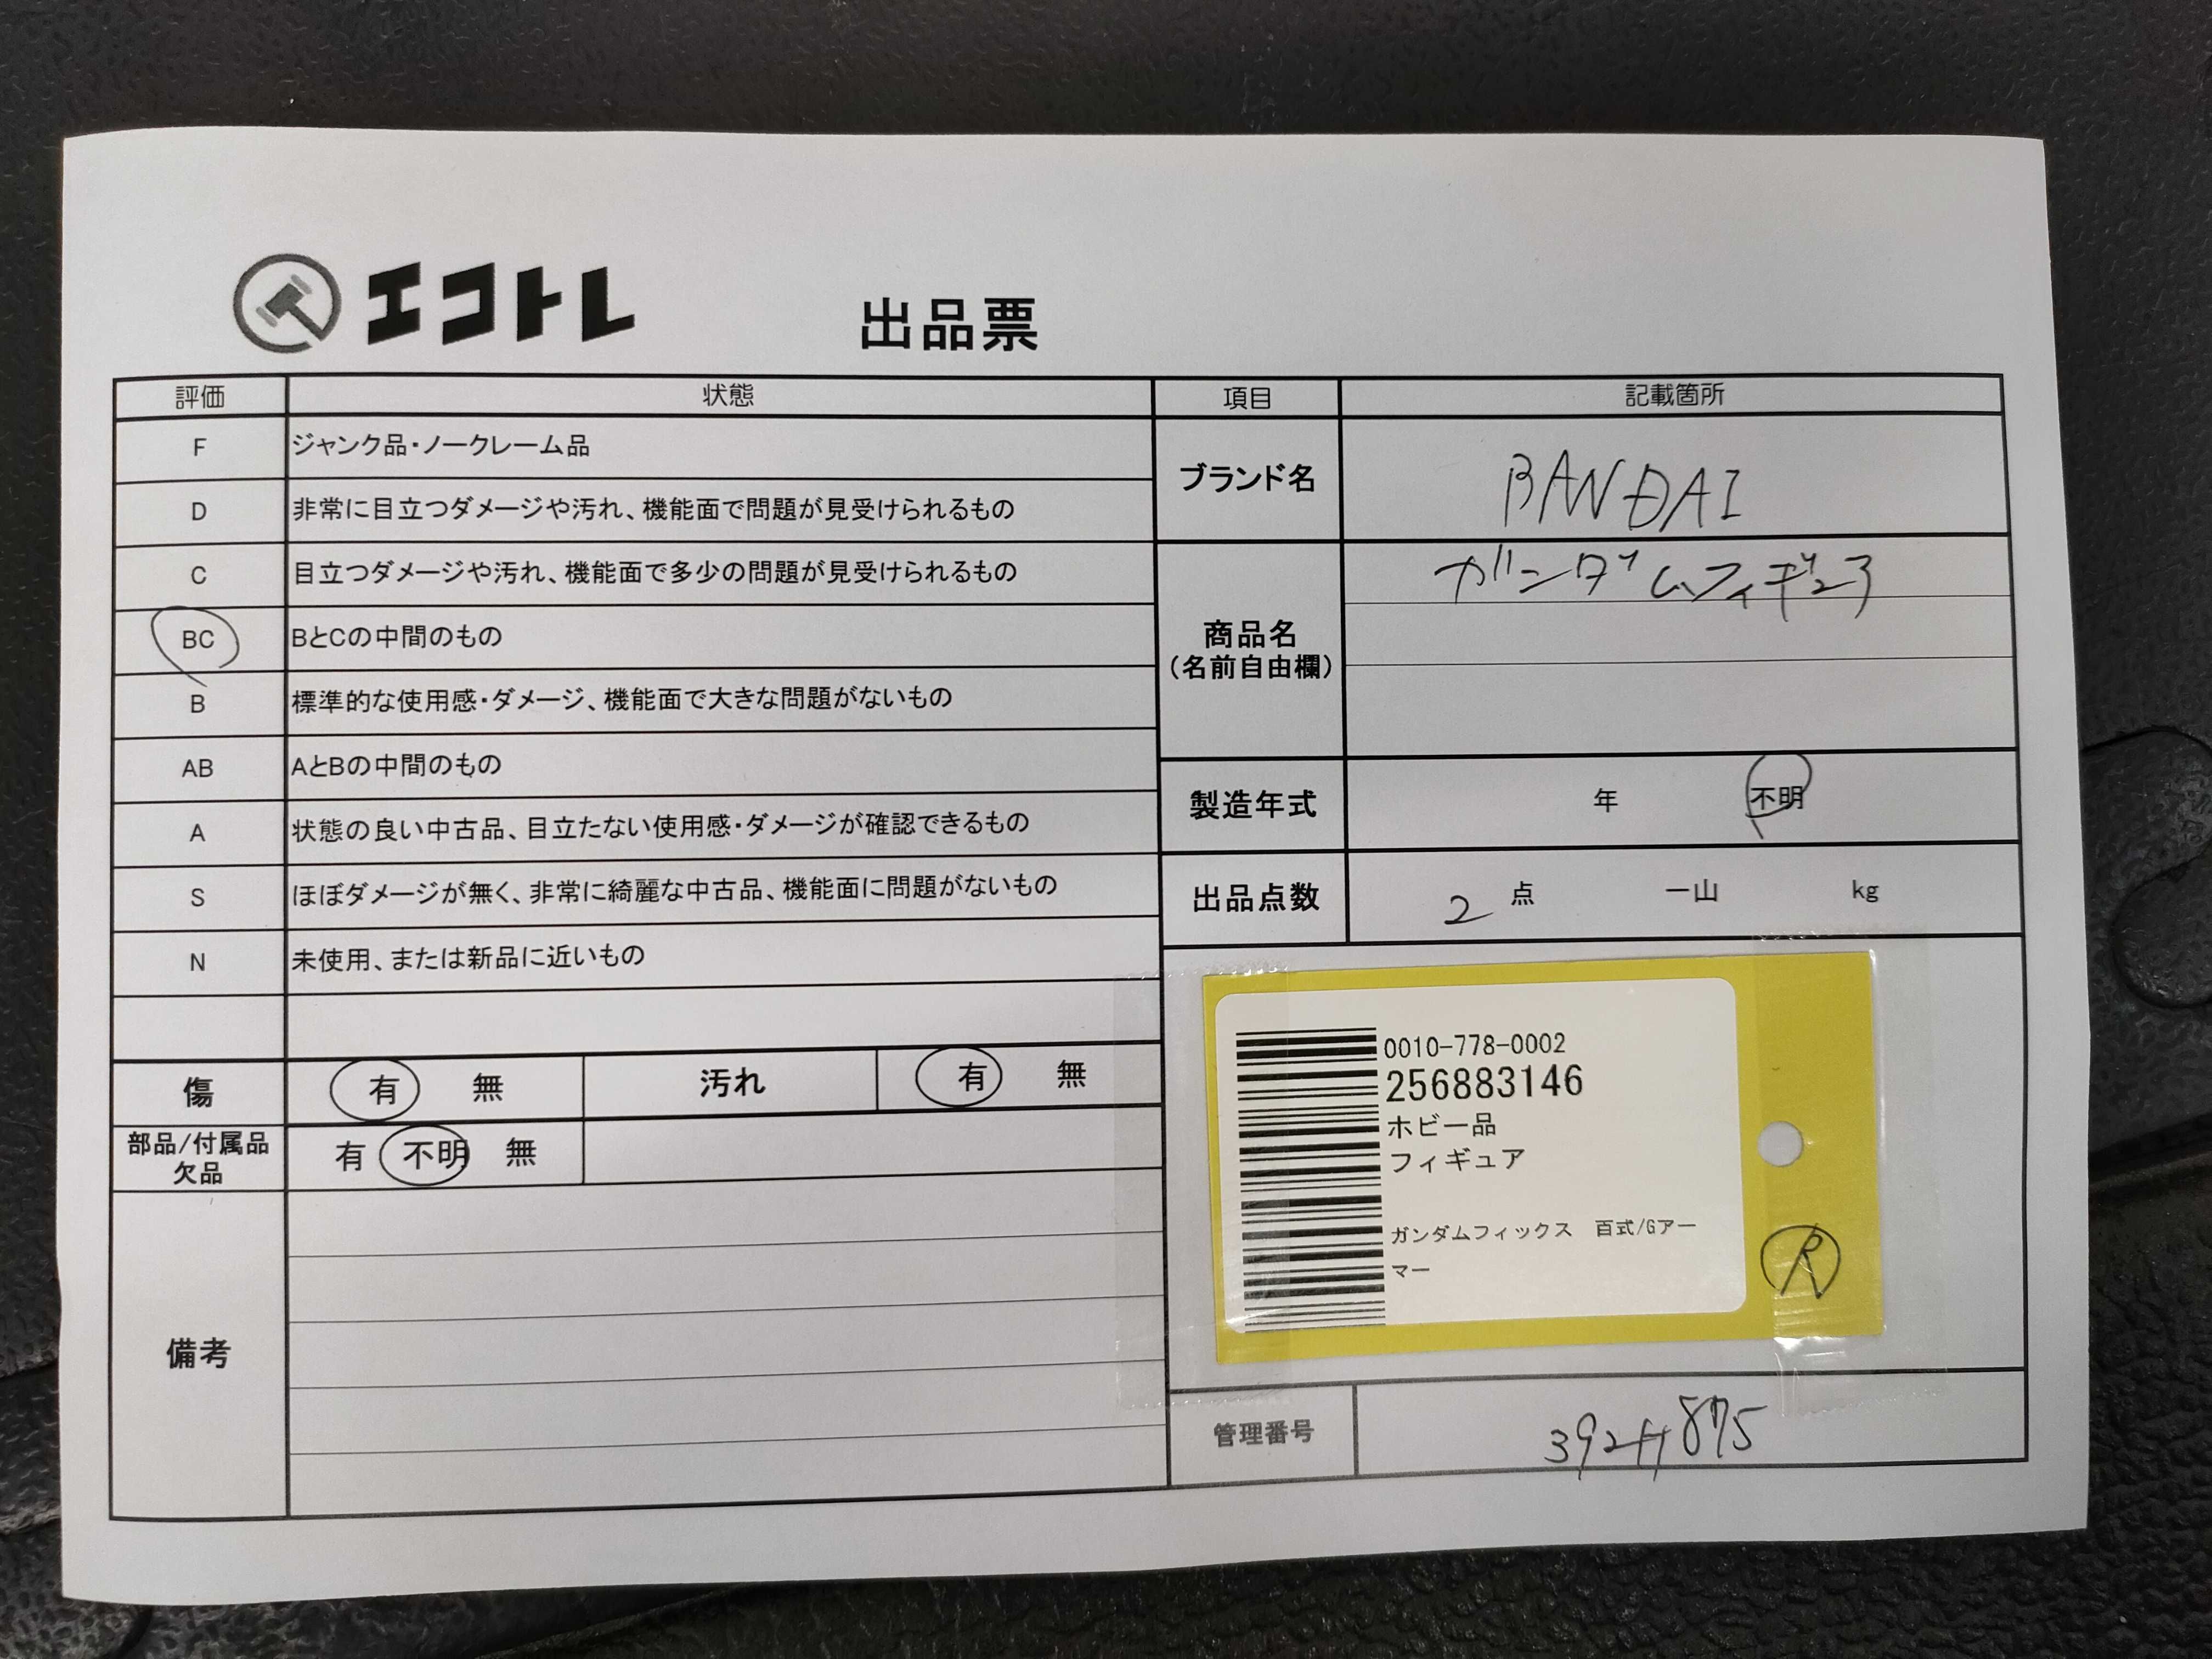 エコトレ
出品票
評価 状態
F ジャンク品・ノークレーム品
D 非常に目立つダメージや汚れ、機能面で問題が見受けられるもの
C 目立つダメージや汚れ、機能面で多少の問題が見受けられるもの
BC BとCの中間のもの
B 標準的な使用感・ダメージ、機能面で大きな問題がないもの
AB AとBの中間のもの
A 状態の良い中古品、目立たない使用感・ダメージが確認できるもの
S ほぼダメージが無く、非常に綺麗な中古品、機能面に問題がないもの
N 未使用、または新品に近いもの
傷 有 無 汚れ 有 無
部品/付属品
欠品 有 不明 無
備考
項目 記載箇所
ブランド名 BANDAI
商品名
(名前自由欄) ガンダムフィギュア
製造年式 年 不明
出品点数 2 点 一山 kg
0010-778-0002
256883146
ホビー品
フィギュア
ガンダムフィックス 百式/Gアー
マー
R
管理番号